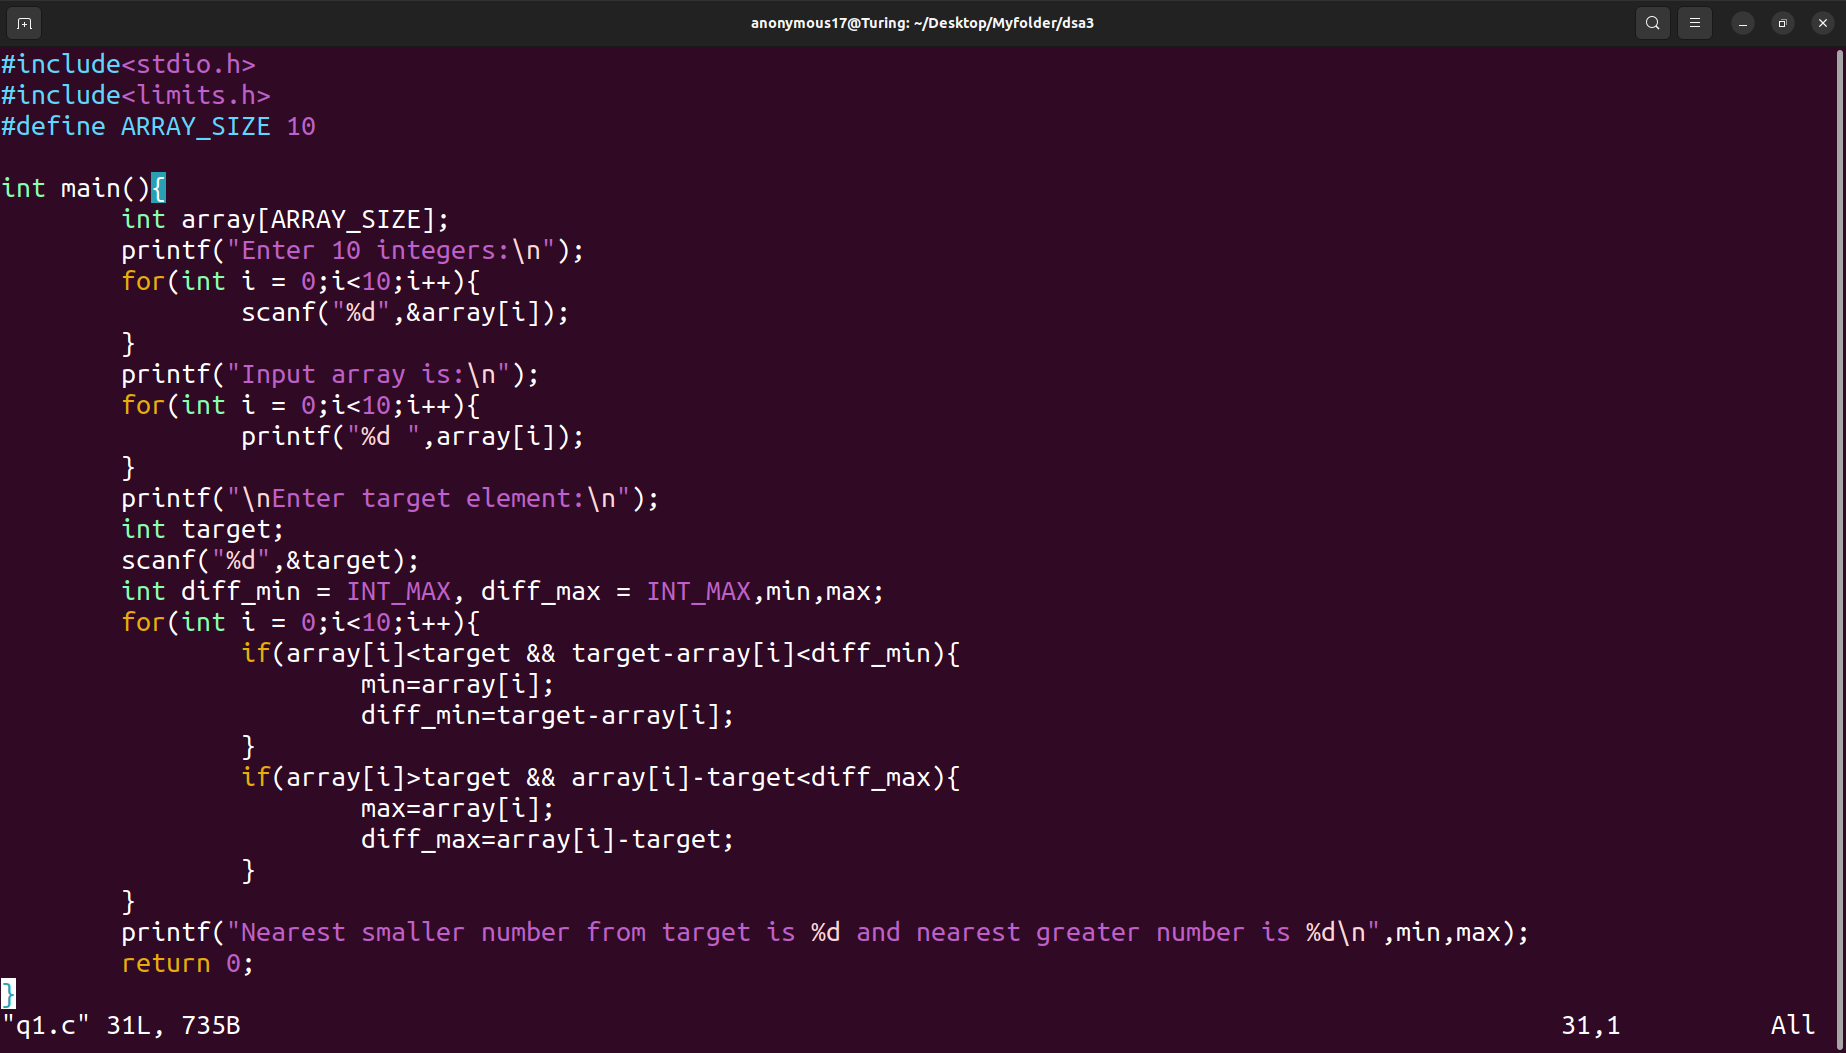 anonymous17@Turing: ~/Desktop/Myfolder/dsa3
#include<stdio.h>
#include<limits.h>
#define ARRAY_SIZE 10

int main(){
        int array[ARRAY_SIZE];
        printf("Enter 10 integers:\n");
        for(int i = 0;i<10;i++){
                scanf("%d",&array[i]);
        }
        printf("Input array is:\n");
        for(int i = 0;i<10;i++){
                printf("%d ",array[i]);
        }
        printf("\nEnter target element:\n");
        int target;
        scanf("%d",&target);
        int diff_min = INT_MAX, diff_max = INT_MAX,min,max;
        for(int i = 0;i<10;i++){
                if(array[i]<target && target-array[i]<diff_min){
                        min=array[i];
                        diff_min=target-array[i];
                }
                if(array[i]>target && array[i]-target<diff_max){
                        max=array[i];
                        diff_max=array[i]-target;
                }
        }
        printf("Nearest smaller number from target is %d and nearest greater number is %d\n",min,max);
        return 0;
}
"q1.c" 31L, 735B 31,1 All